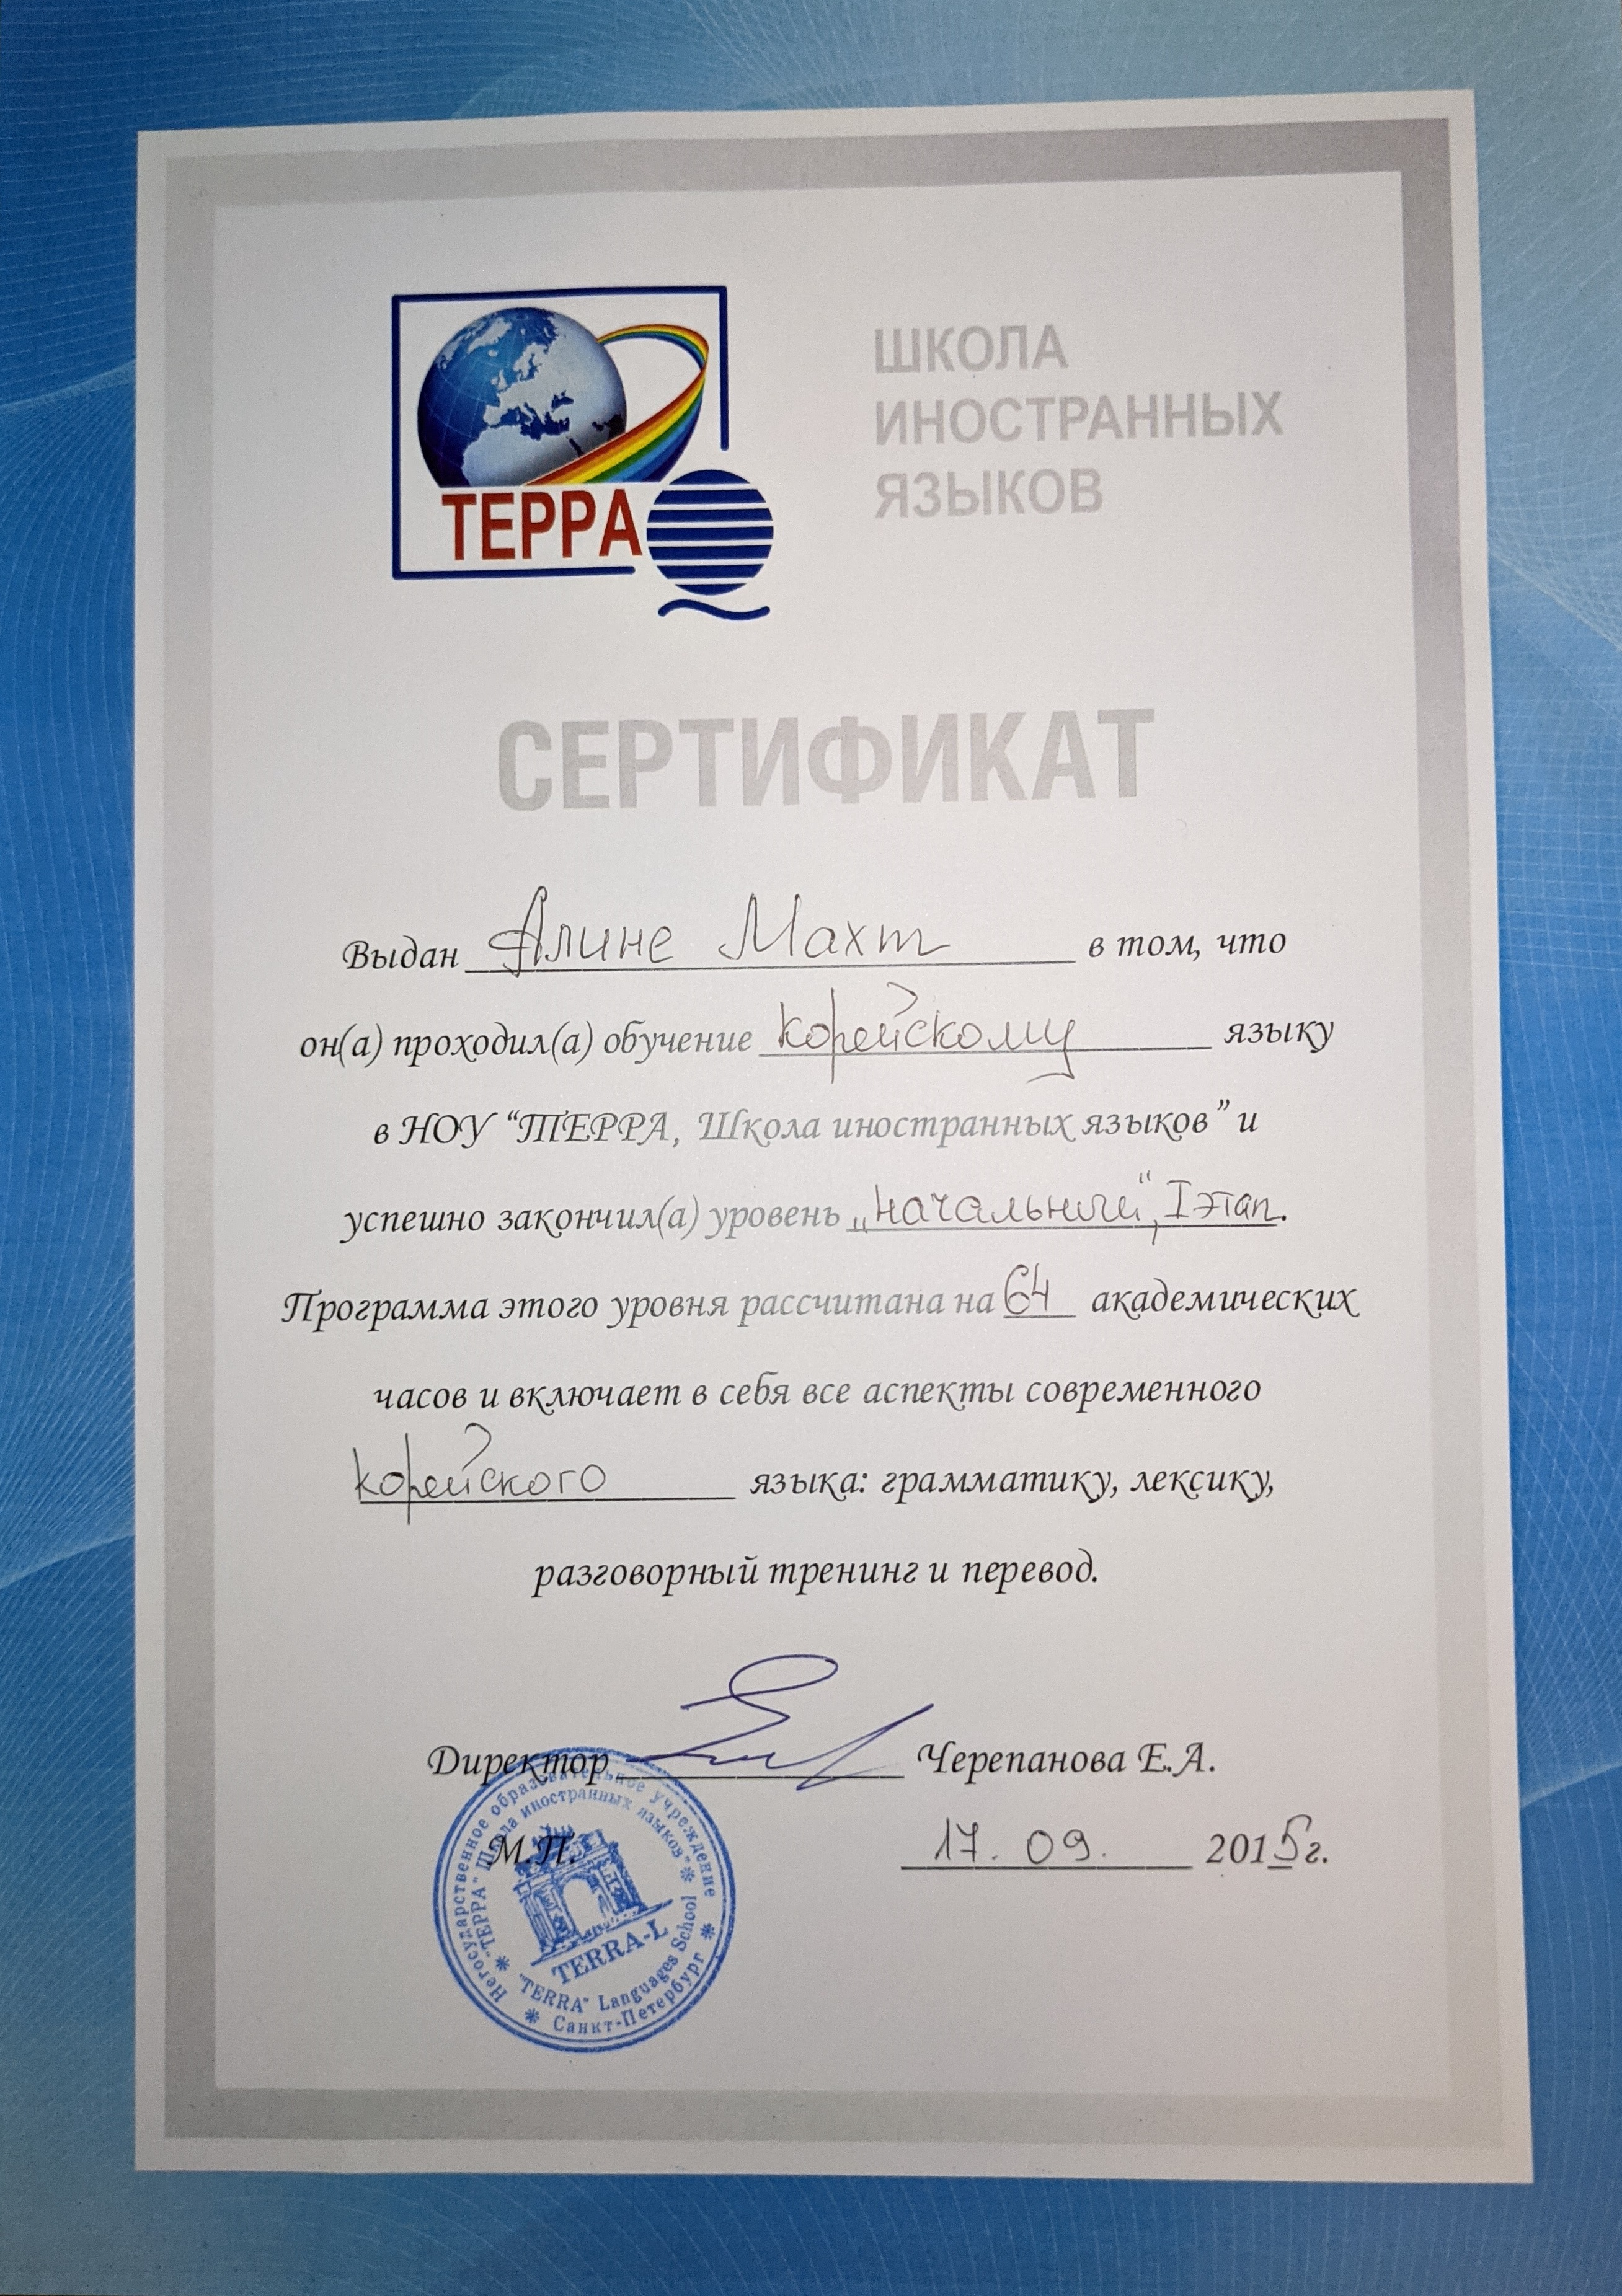 ТЕРРА
ШКОЛА
ИНОСТРАННЫХ
ЯЗЫКОВ
СЕРТИФИКАТ
Выдан Алине Махт в том, что
он(а) проходил(а) обучение корейскому языку
в НОУ “ТЕРРА, Школа иностранных языков” и
успешно закончил(а) уровень „начальный“, I этап.
Программа этого уровня рассчитана на 64 академических
часов и включает в себя все аспекты современного
корейского языка: грамматику, лексику,
разговорный тренинг и перевод.
Директор Черепанова Е.А.
М.П.
17. 09. 2015г.
Негосударственное образовательное учреждение
"ТЕРРА" Школа иностранных языков"
TERRA-L
"TERRA" Languages School
Санкт-Петербург